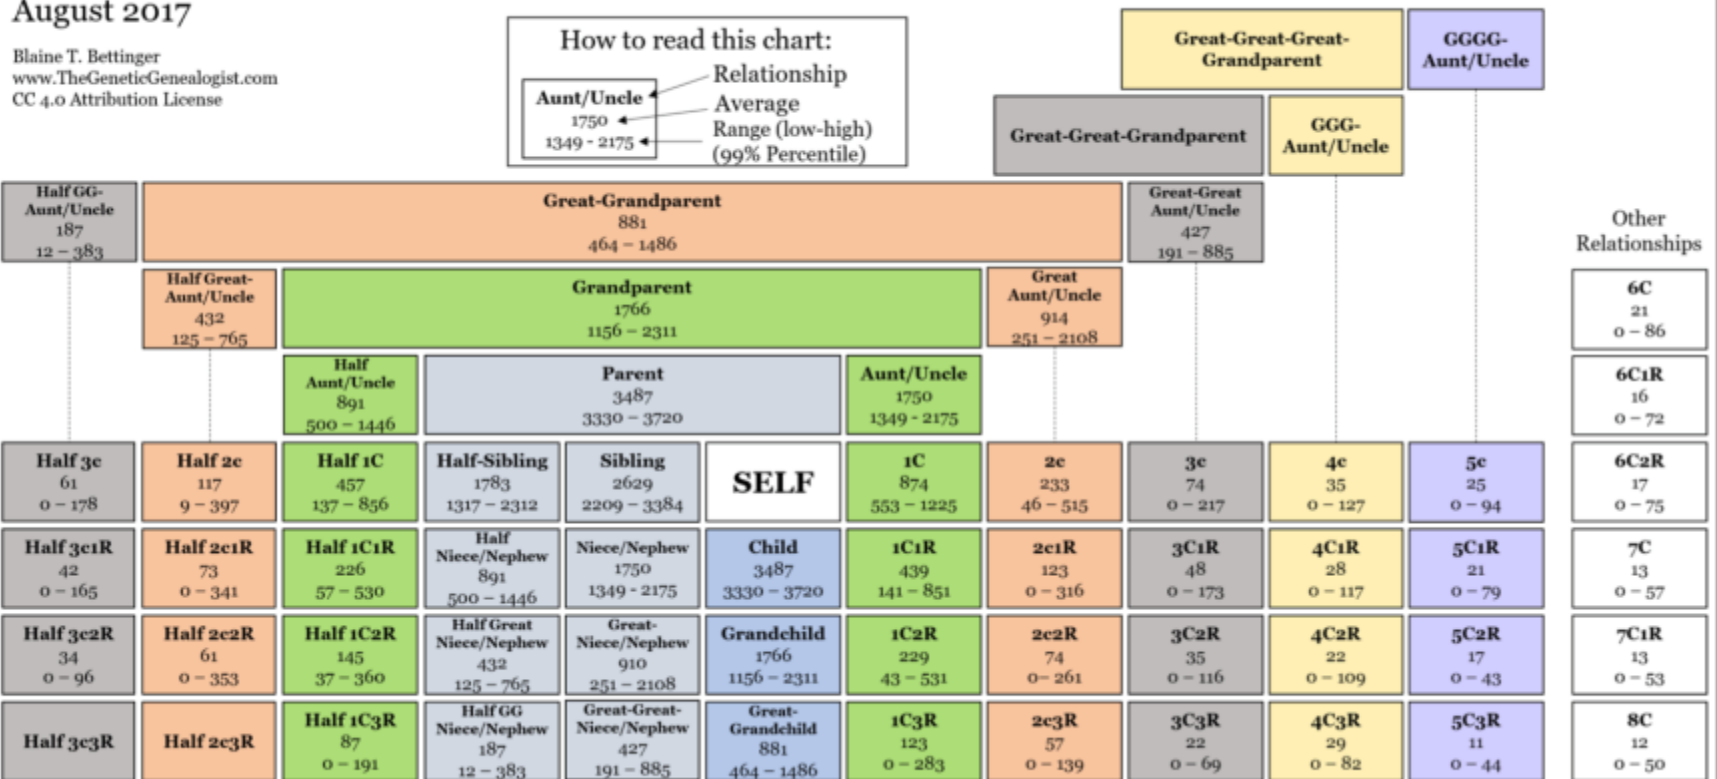 August 2017
Blaine T. Bettinger
www.TheGeneticGenealogist.com
CC 4.0 Attribution License
How to read this chart:
Relationship
Aunt/Uncle
Average
1750
Range (low-high)
1349 - 2175
(99% Percentile)
Great-Great-Great-
Grandparent
GGGG-
Aunt/Uncle
Great-Great-Grandparent
GGG-
Aunt/Uncle
Half GG-
Aunt/Uncle
187
12 – 383
Great-Grandparent
881
464 – 1486
Great-Great
Aunt/Uncle
427
191 – 885
Other
Relationships
Half Great-
Aunt/Uncle
432
125 – 765
Grandparent
1766
1156 – 2311
Great
Aunt/Uncle
914
251 – 2108
6C
21
0 – 86
Half
Aunt/Uncle
891
500 – 1446
Parent
3487
3330 – 3720
Aunt/Uncle
1750
1349 - 2175
6C1R
16
0 – 72
Half 3c
61
0 – 178
Half 2c
117
9 – 397
Half 1C
457
137 – 856
Half-Sibling
1783
1317 – 2312
Sibling
2629
2209 – 3384
SELF
1C
874
553 – 1225
2c
233
46 – 515
3c
74
0 – 217
4c
35
0 – 127
5c
25
0 – 94
6C2R
17
0 – 75
Half 3c1R
42
0 – 165
Half 2c1R
73
0 – 341
Half 1C1R
226
57 – 530
Half
Niece/Nephew
891
500 – 1446
Niece/Nephew
1750
1349 - 2175
Child
3487
3330 – 3720
1C1R
439
141 – 851
2c1R
123
0 – 316
3C1R
48
0 – 173
4C1R
28
0 – 117
5C1R
21
0 – 79
7C
13
0 – 57
Half 3c2R
34
0 – 96
Half 2c2R
61
0 – 353
Half 1C2R
145
37 – 360
Half Great
Niece/Nephew
432
125 – 765
Great-
Niece/Nephew
910
251 – 2108
Grandchild
1766
1156 – 2311
1C2R
229
43 – 531
2c2R
74
0– 261
3C2R
35
0 – 116
4C2R
22
0 – 109
5C2R
17
0 – 43
7C1R
13
0 – 53
Half 3c3R
Half 2c3R
Half 1C3R
87
0 – 191
Half GG
Niece/Nephew
187
12 – 383
Great-Great-
Niece/Nephew
427
191 – 885
Great-
Grandchild
881
464 – 1486
1C3R
123
0 – 283
2c3R
57
0 – 139
3C3R
22
0 – 69
4C3R
29
0 – 82
5C3R
11
0 – 44
8C
12
0 – 50